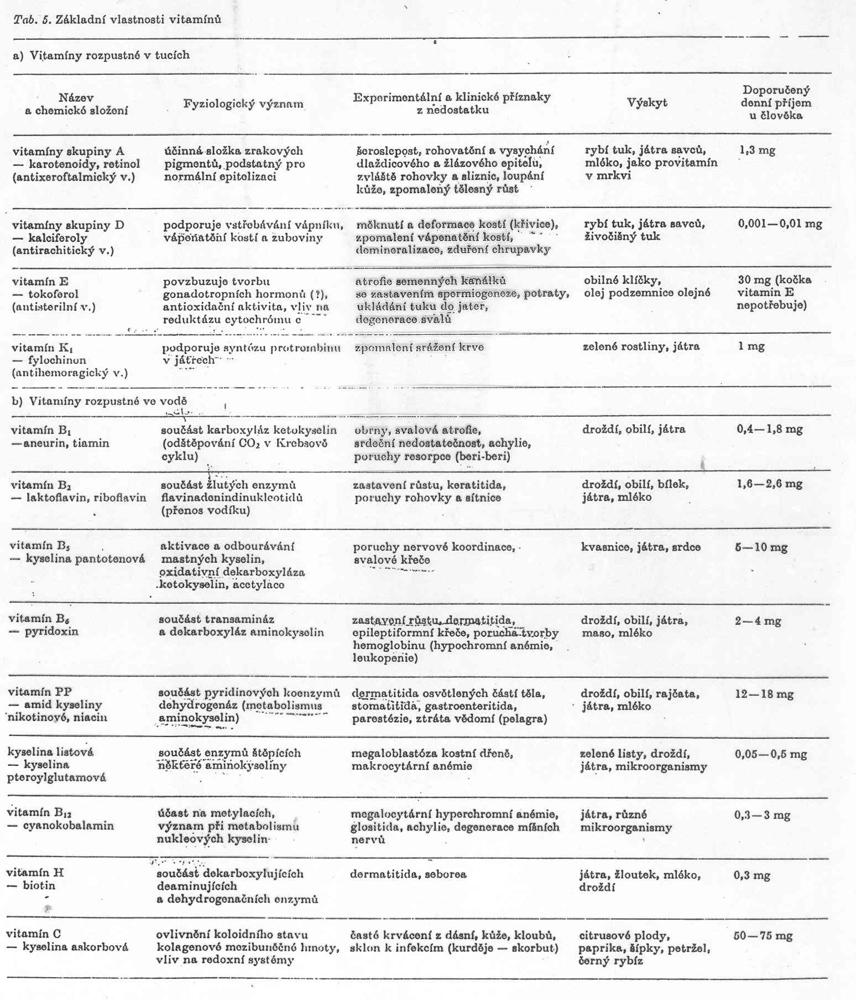 Tab. 5. Základní vlastnosti vitamínů
a) Vitamíny rozpustné v tucích
Název
a chemické složení
Fyziologický význam
Experimentální a klinické příznaky
z nedostatku
Výskyt
Doporučený
denní příjem
u člověka
vitamíny skupiny A
— karotenoidy, retinol
(antixeroftalmický v.)
účinná složka zrakových
pigmentů, podstatný pro
normální epitelizaci
šeroslepost, rohovatění a vysychání
dlaždicového a žlázového epitelu,
zvláště rohovky a sliznic, loupání
kůže, zpomalený tělesný růst
rybí tuk, játra savců,
mléko, jako provitamín
v mrkvi
1,3 mg
vitamíny skupiny D
— kalciferoly
(antirachitický v.)
podporuje vstřebávání vápníku,
vápenatění kostí a zuboviny
měknutí a deformace kostí (křivice),
zpomalení vápenatění kostí,
demineralizace, zduření chrupavky
rybí tuk, játra savců,
živočišný tuk
0,001—0,01 mg
vitamín E
— tokoferol
(antisterilní v.)
povzbuzuje tvorbu
gonadotropních hormonů (?),
antioxidační aktivita, vliv na
reduktázu cytochrómu c
atrofie semenných kanálků
se zastavením spermiogeneze, potraty,
ukládání tuku do jater,
degenerace svalů
obilné klíčky,
olej podzemnice olejné
30 mg (kočka
vitamin E
nepotřebuje)
vitamín K₁
— fylochinon
(antihemoragický v.)
podporuje syntézu protrombinu
v játrech
zpomalení srážení krve
zelené rostliny, játra
1 mg
b) Vitamíny rozpustné ve vodě
vitamín B₁
—aneurin, tiamin
součást karboxyláz ketokyselin
(odštěpování CO₂ v Krebsově
cyklu)
obrny, svalová atrofie,
srdeční nedostatečnost, achylie,
poruchy resorpce (beri-beri)
droždí, obilí, játra
0,4—1,8 mg
vitamín B₂
— laktoflavin, riboflavin
součást žlutých enzymů
flavinadenindinukleotidů
(přenos vodíku)
zastavení růstu, keratitida,
poruchy rohovky a sítnice
droždí, obilí, bílek,
játra, mléko
1,6—2,6 mg
vitamín B₅
— kyselina pantotenová
aktivace a odbourávání
mastných kyselin,
oxidativní dekarboxyláza
ketokyselin, acetylace
poruchy nervové koordinace,
svalové křeče
kvasnice, játra, srdce
5—10 mg
vitamín B₆
— pyridoxin
součást transamináz
a dekarboxyláz aminokyselin
zastavení růstu, dermatitida,
epileptiformní křeče, porucha tvorby
hemoglobinu (hypochromní anémie,
leukopenie)
droždí, obilí, játra,
maso, mléko
2—4 mg
vitamín PP
— amid kyseliny
nikotinové, niacin
součást pyridinových koenzymů
dehydrogenáz (metabolismus
aminokyselin)
dermatitida osvětlených částí těla,
stomatitida, gastroenteritida,
parestézie, ztráta vědomí (pelagra)
droždí, obilí, rajčata,
játra, mléko
12—18 mg
kyselina listová
— kyselina
pteroylglutamová
součást enzymů štěpících
některé aminokyseliny
megaloblastóza kostní dřeně,
makrocytární anémie
zelené listy, droždí,
játra, mikroorganismy
0,05—0,5 mg
vitamín B₁₂
— cyanokobalamin
účast na metylacích,
význam při metabolismu
nukleových kyselin
megalocytární hyperchromní anémie,
glositida, achylie, degenerace míšních
nervů
játra, různé
mikroorganismy
0,3—3 mg
vitamín H
— biotin
součást dekarboxylujících
deaminujících
a dehydrogenačních enzymů
dermatitida, seborea
játra, žloutek, mléko,
droždí
0,3 mg
vitamín C
— kyselina askorbová
ovlivnění koloidního stavu
kolagenové mezibuněčné hmoty,
vliv na redoxní systémy
časté krvácení z dásní, kůže, kloubů,
sklon k infekcím (kurděje — skorbut)
citrusové plody,
paprika, šípky, petržel,
černý rybíz
50—75 mg